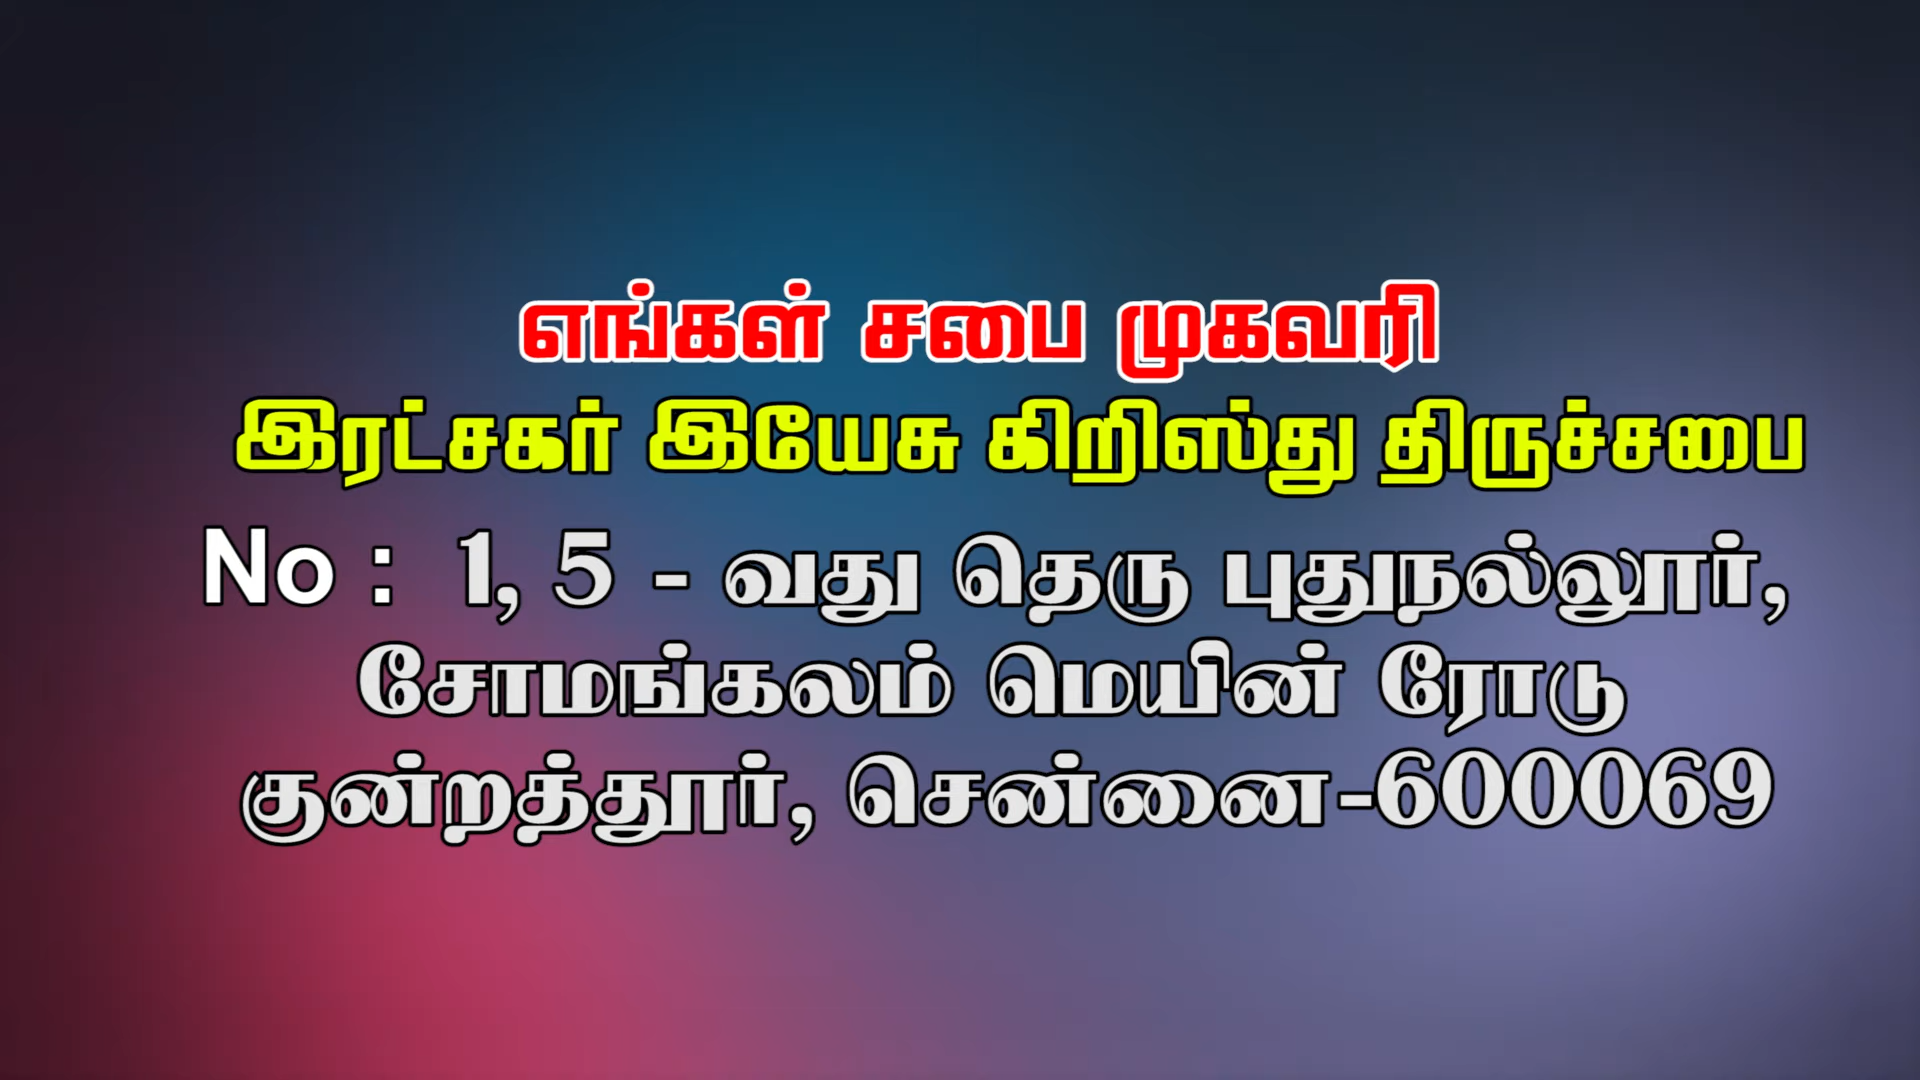 எங்கள் சபை முகவரி
இரட்சகர் இயேசு கிறிஸ்து திருச்சபை
No : 1, 5 - வது தெரு புதுநல்லூர்,
சோமங்கலம் மெயின் ரோடு
குன்றத்தூர், சென்னை-600069